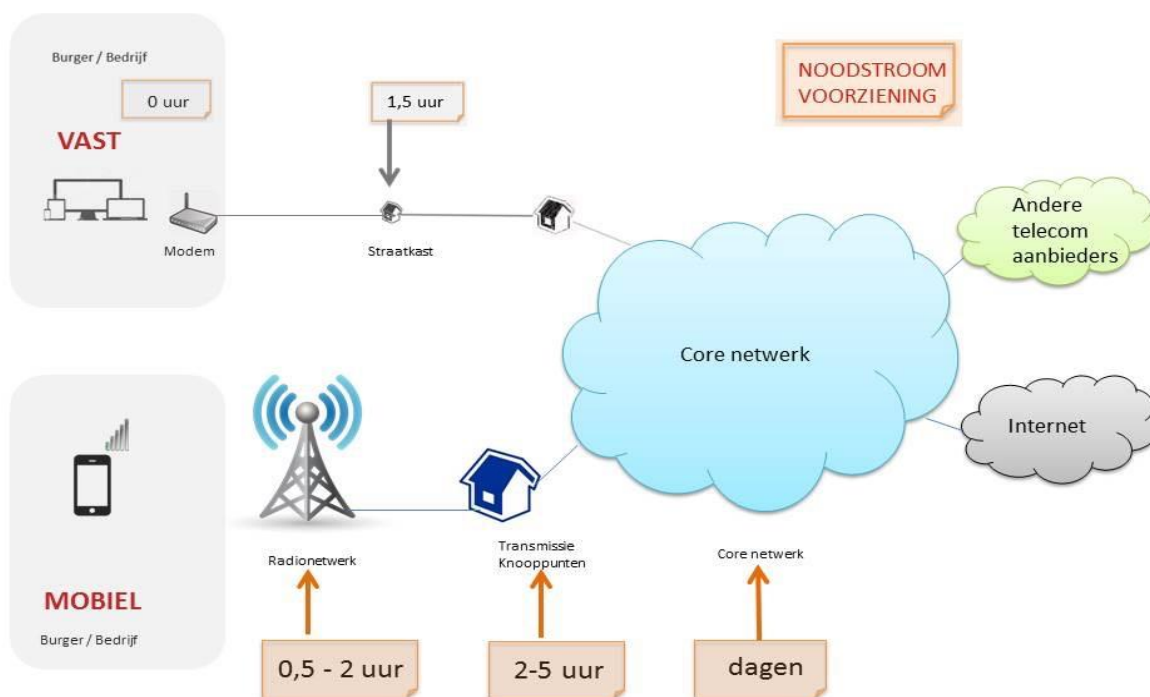 Burger / Bedrijf
0 uur
VAST
Modem
1,5 uur
Straatkast
NOODSTROOM
VOORZIENING
Andere
telecom
aanbieders
Core netwerk
Internet
MOBIEL
Burger / Bedrijf
Radionetwerk
0,5 - 2 uur
Transmissie
Knooppunten
2-5 uur
Core netwerk
dagen